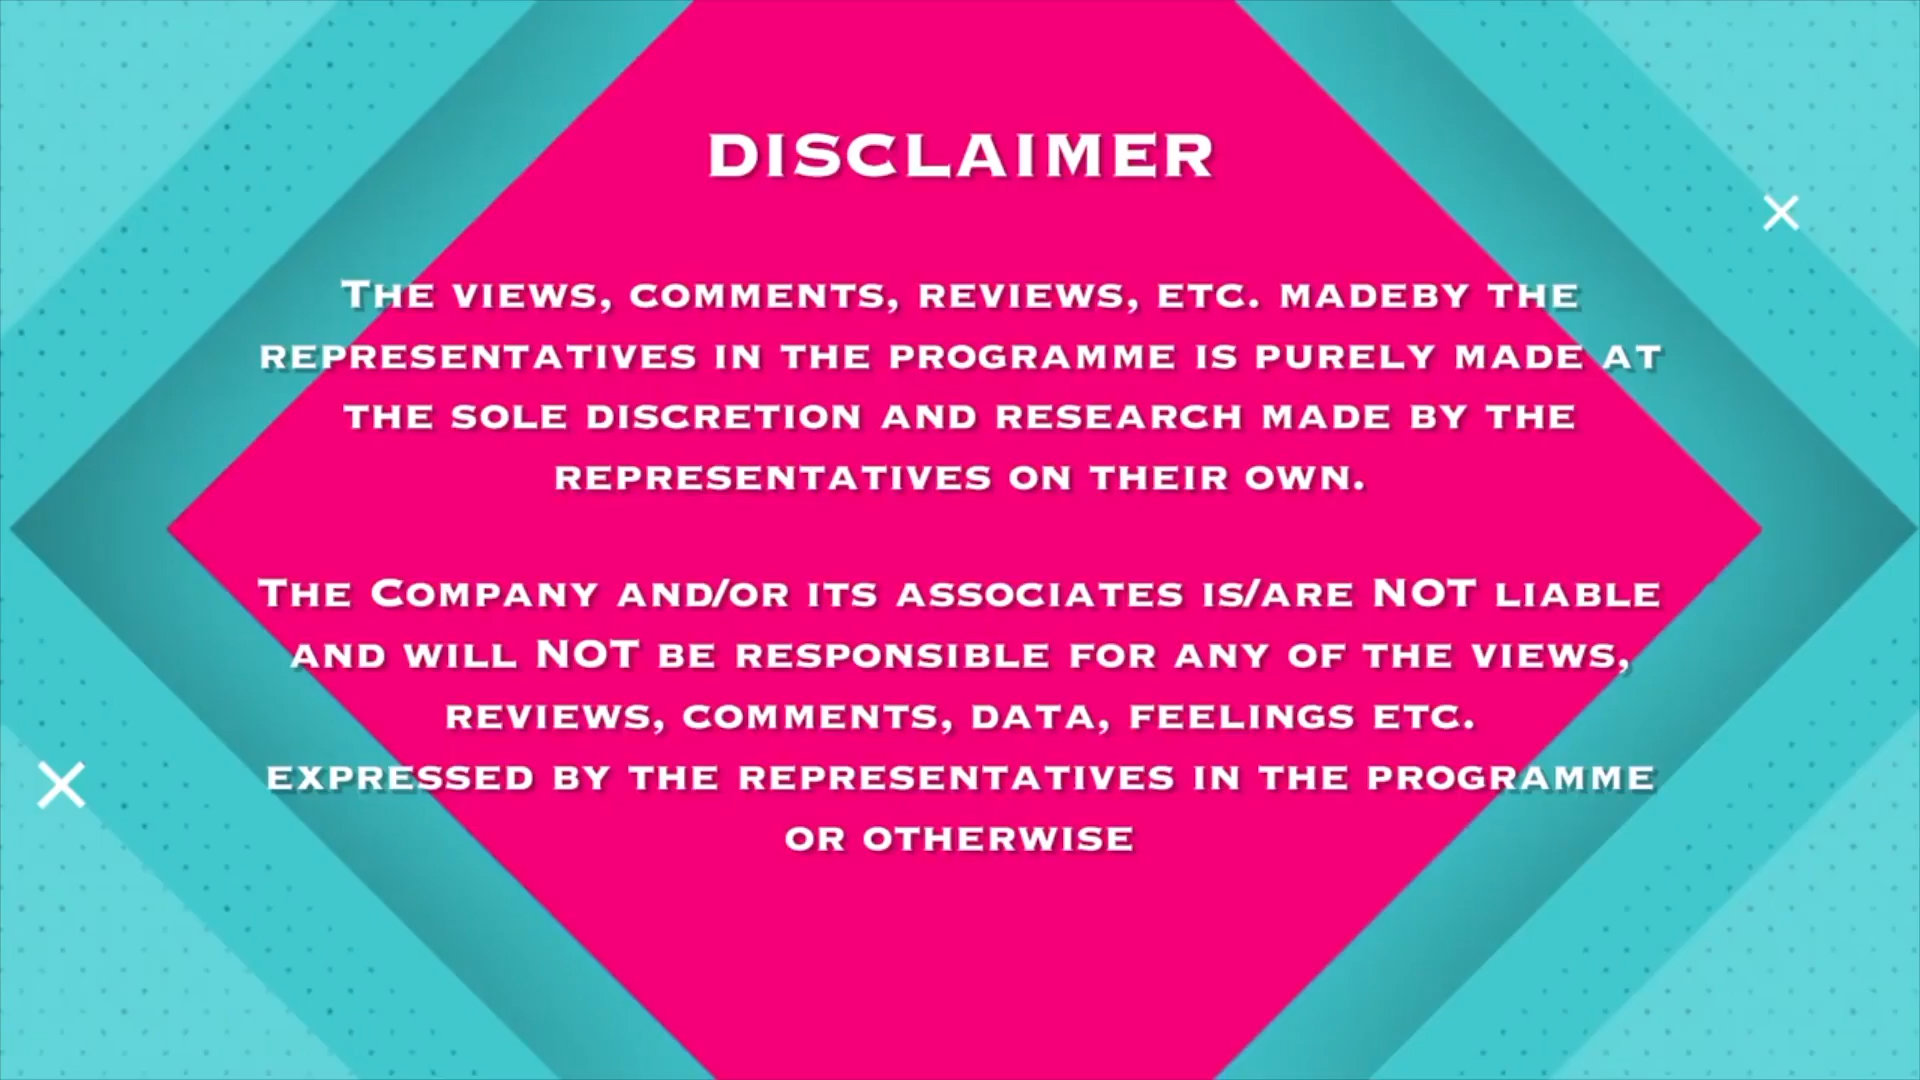 DISCLAIMER
The views, comments, reviews, etc. madeby the
representatives in the programme is purely made at
the sole discretion and research made by the
representatives on their own.
The Company and/or its associates is/are NOT liable
and will NOT be responsible for any of the views,
reviews, comments, data, feelings etc.
expressed by the representatives in the programme
or otherwise